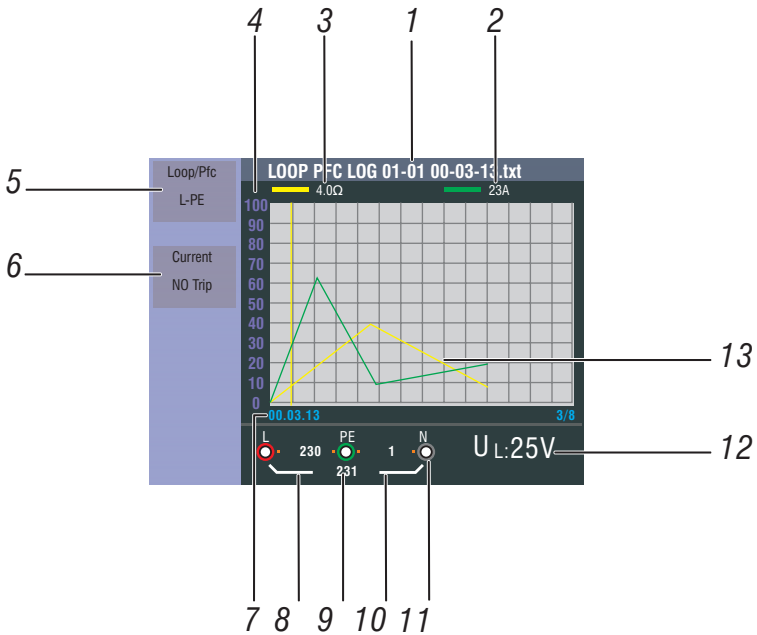 4 3 1 2
5
6
Loop/Pfc
L-PE
Current
NO Trip
LOOP PFC LOG 01-01 00-03-13.txt
4.0Ω 23A
100
90
80
70
60
50
40
30
20
10
0
00.03.13 3/8
13
L 230 PE 1 N
231
U L:25V
12
7 8 9 10 11